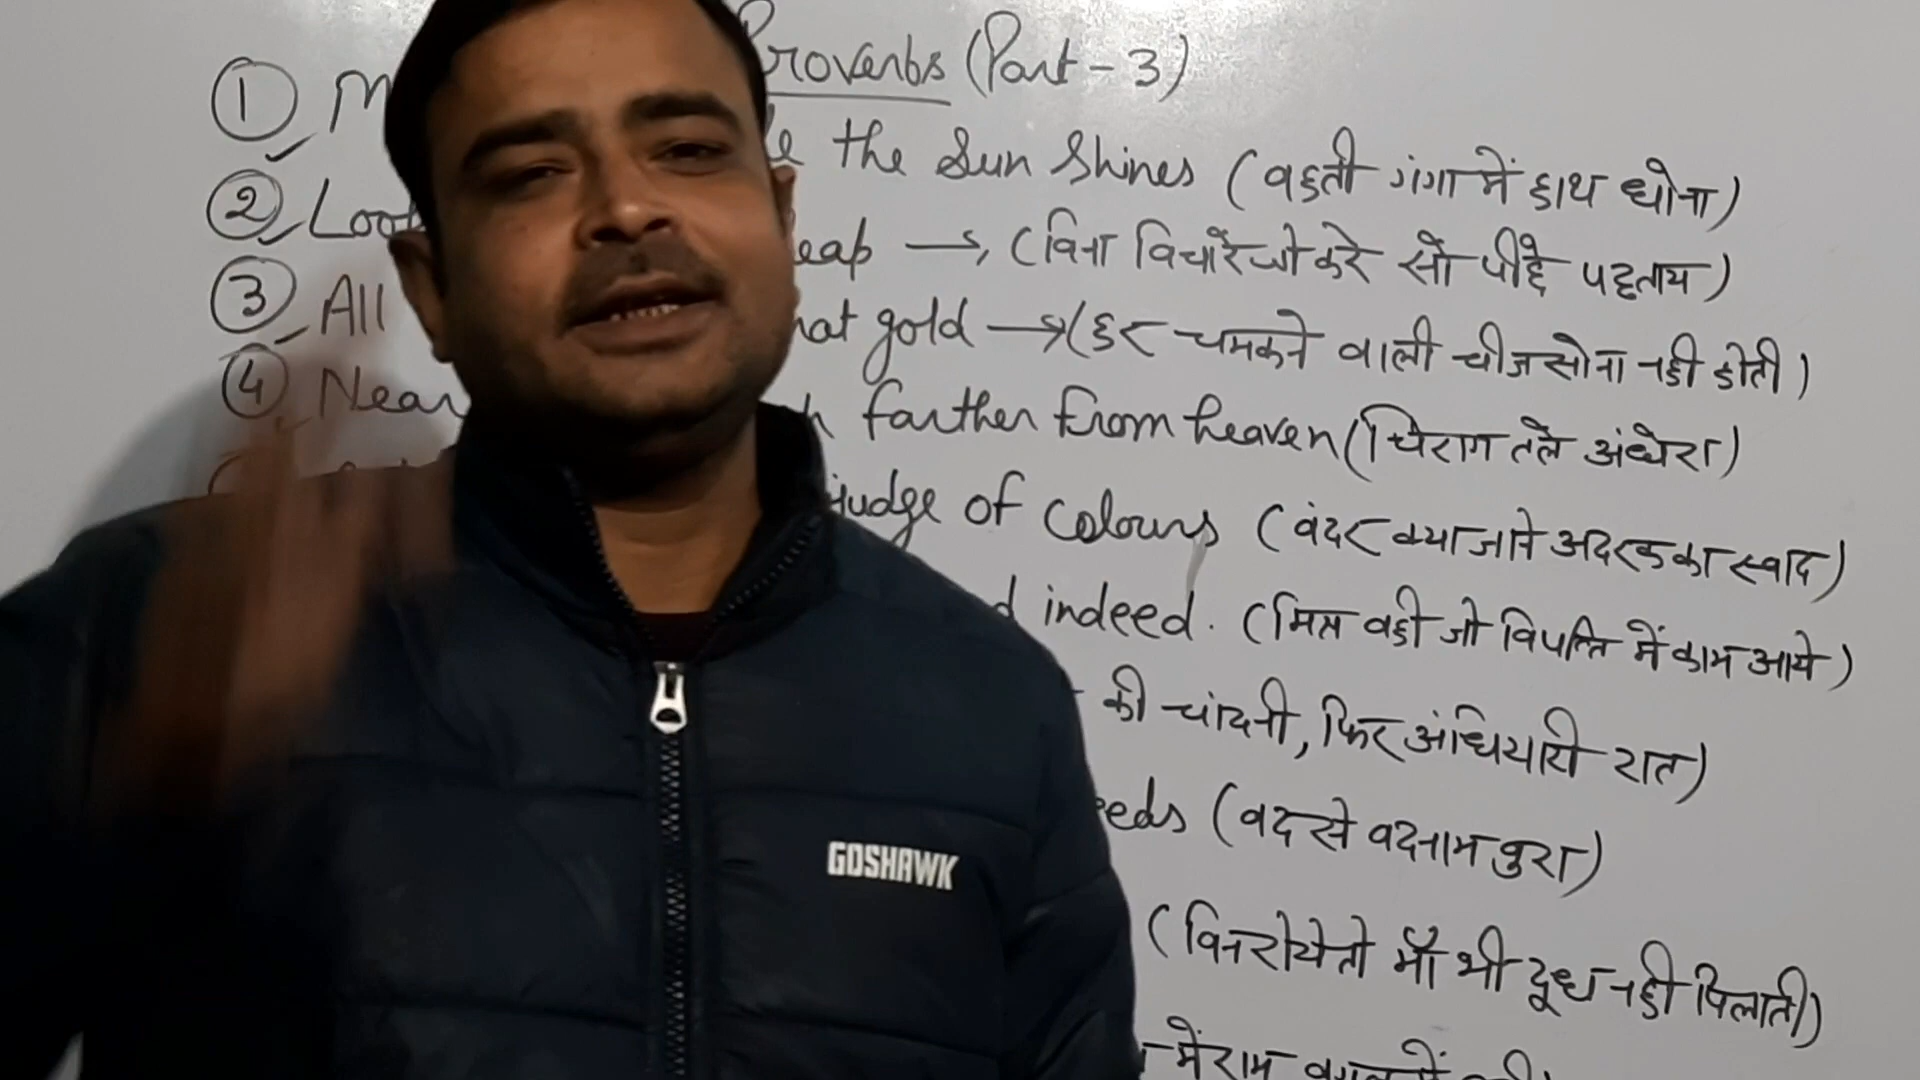 Proverbs (Part - 3)
① M
the Sun Shines (बहती गंगा में हाथ धोना)
② Look
leap → (बिना विचारे जो करे सो पीछे पछताय)
③ All
that gold → (हर चमकने वाली चीज सोना नही होती)
④ Near
farther from heaven (चिराग तले अंधेरा)
judge of colours (बंदर क्या जाने अदरक का स्वाद)
indeed. (मित्र वही जो विपत्ति में काम आये)
की चांदनी, फिर अंधियारी रात)
eeds (बद से बदनाम बुरा)
(बिन रोये तो माँ भी दूध नही पिलाती)
में राम
GOSHAWK